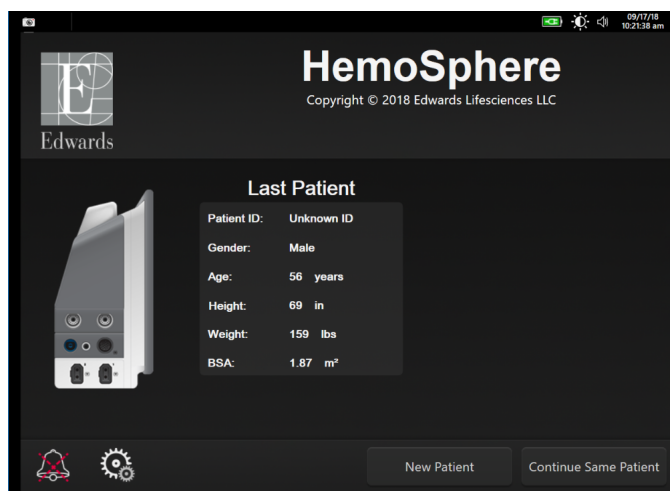 09/17/18
10:21:38 am
HemoSphere
Copyright © 2018 Edwards Lifesciences LLC
E
Edwards
Last Patient
Patient ID: Unknown ID
Gender: Male
Age: 56 years
Height: 69 in
Weight: 159 lbs
BSA: 1.87 m²
New Patient
Continue Same Patient